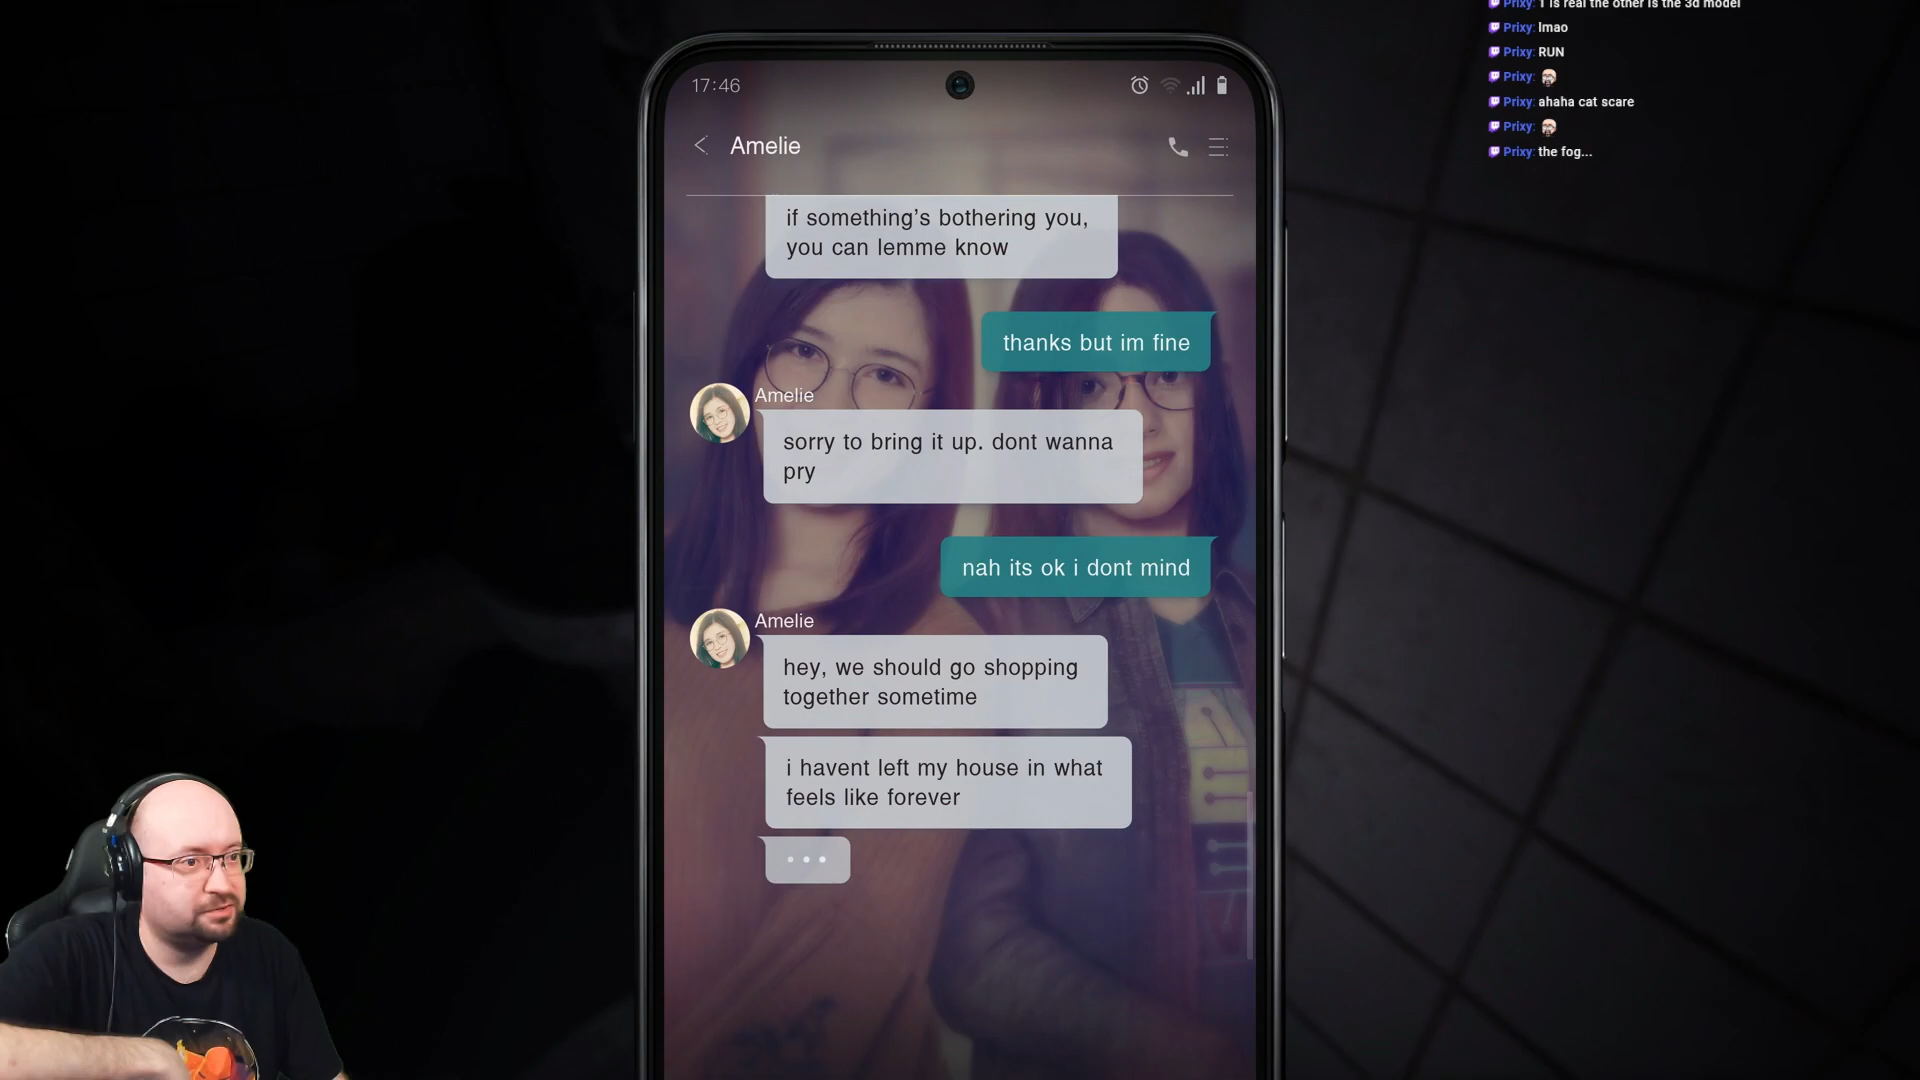 Prixy: 1 is real the other is the 3d model
Prixy: lmao
Prixy: RUN
Prixy:
Prixy: ahaha cat scare
Prixy:
Prixy: the fog...
17:46
Amelie
if something's bothering you,
you can lemme know
thanks but im fine
Amelie
sorry to bring it up. dont wanna
pry
nah its ok i dont mind
Amelie
hey, we should go shopping
together sometime
i havent left my house in what
feels like forever